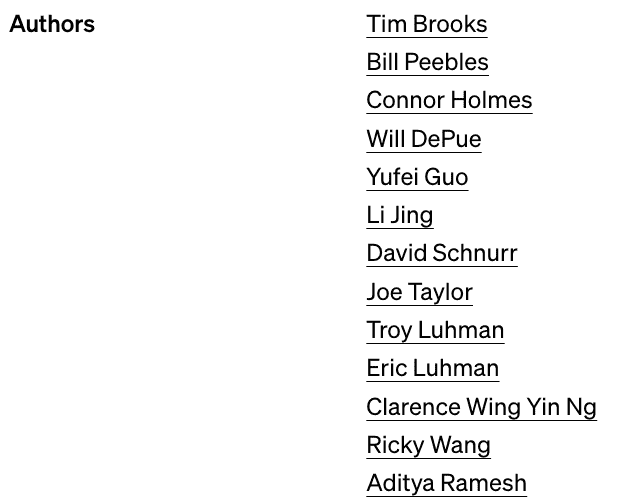 Authors
Tim Brooks
Bill Peebles
Connor Holmes
Will DePue
Yufei Guo
Li Jing
David Schnurr
Joe Taylor
Troy Luhman
Eric Luhman
Clarence Wing Yin Ng
Ricky Wang
Aditya Ramesh